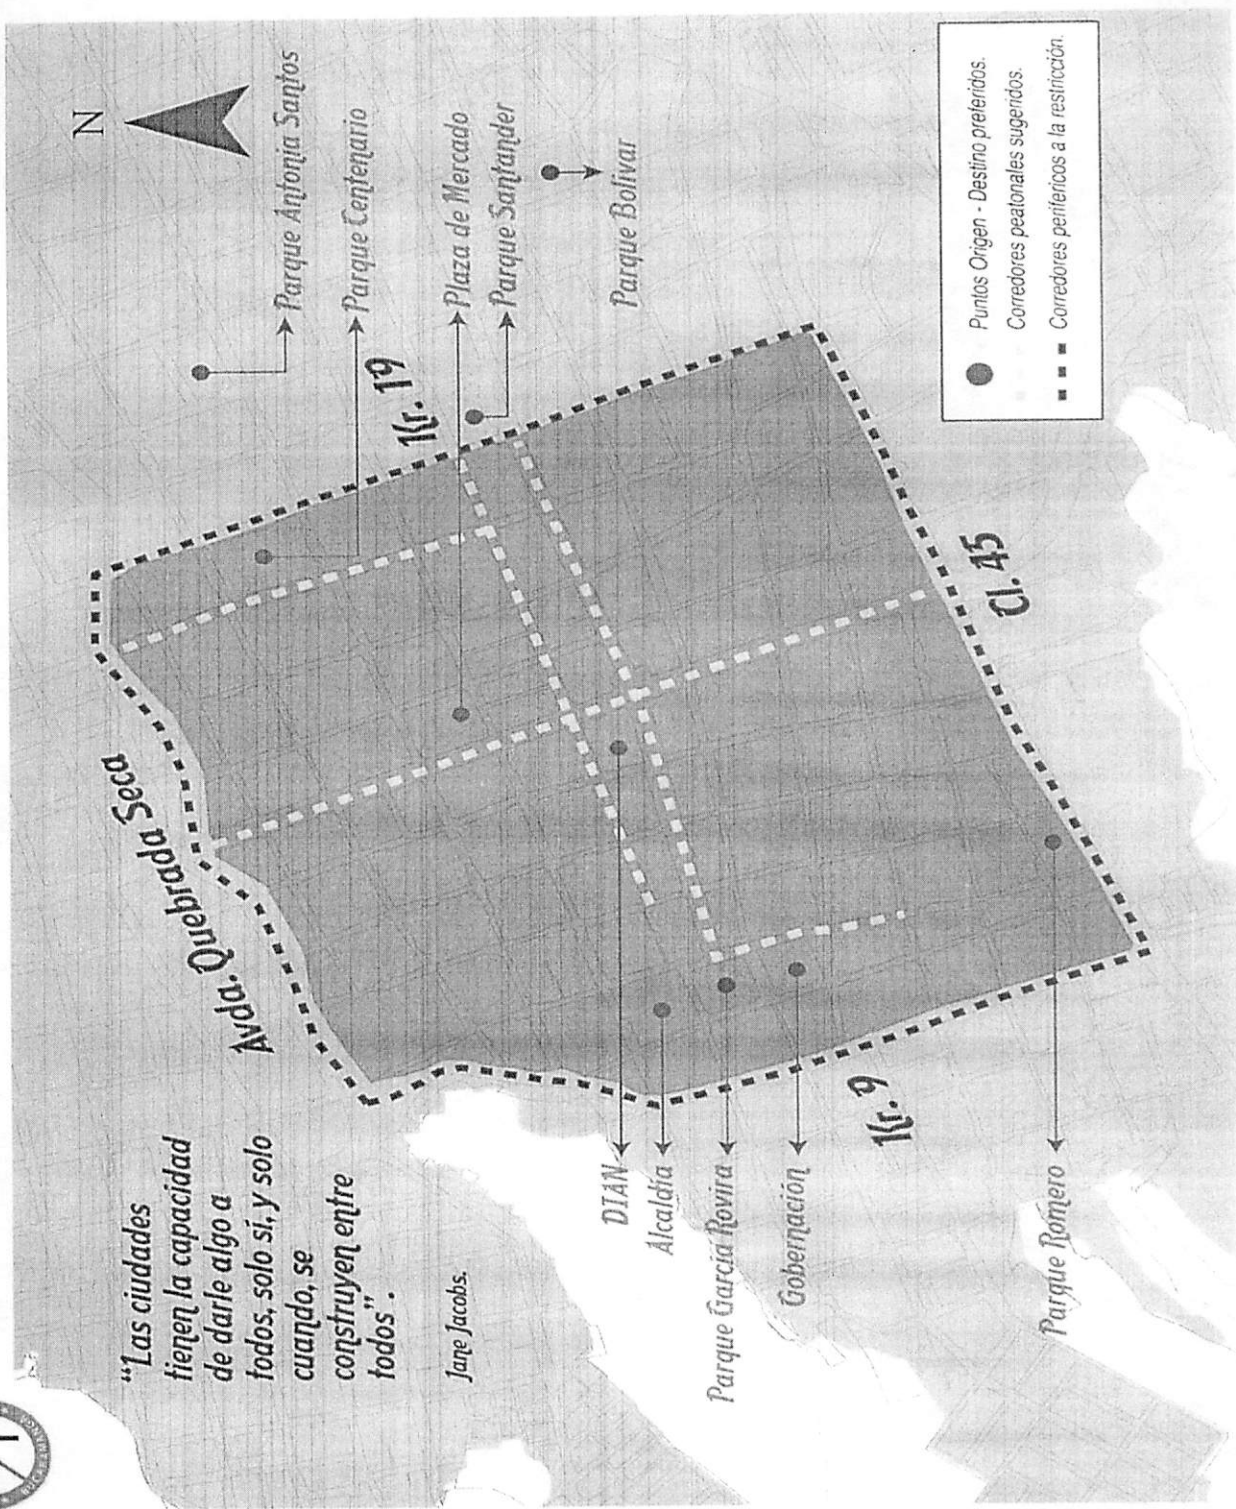 “Las ciudades
tienen la capacidad
de darle algo a
todos, solo sí, y solo
cuando, se
construyen entre
todos”.
Jane Jacobs.
Avda. Quebrada Seca
N
Parque Antonia Santos
Parque Centenario
Kr. 19
Plaza de Mercado
Parque Santander
Parque Bolívar
DIAN
Alcaldía
Parque García Rovira
Gobernación
Kr. 9
Parque Romero
Cl. 45
Puntos Origen - Destino preferidos.
Corredores peatonales sugeridos.
Corredores periféricos a la restricción.